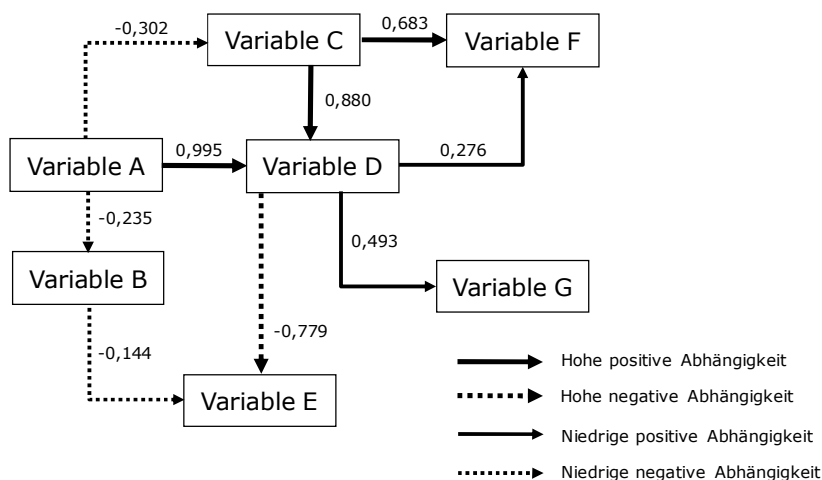 -0,302
Variable C
0,683
Variable F
0,880
Variable A
0,995
Variable D
0,276
-0,235
0,493
Variable B
Variable G
-0,779
-0,144
Variable E
Hohe positive Abhängigkeit
Hohe negative Abhängigkeit
Niedrige positive Abhängigkeit
Niedrige negative Abhängigkeit